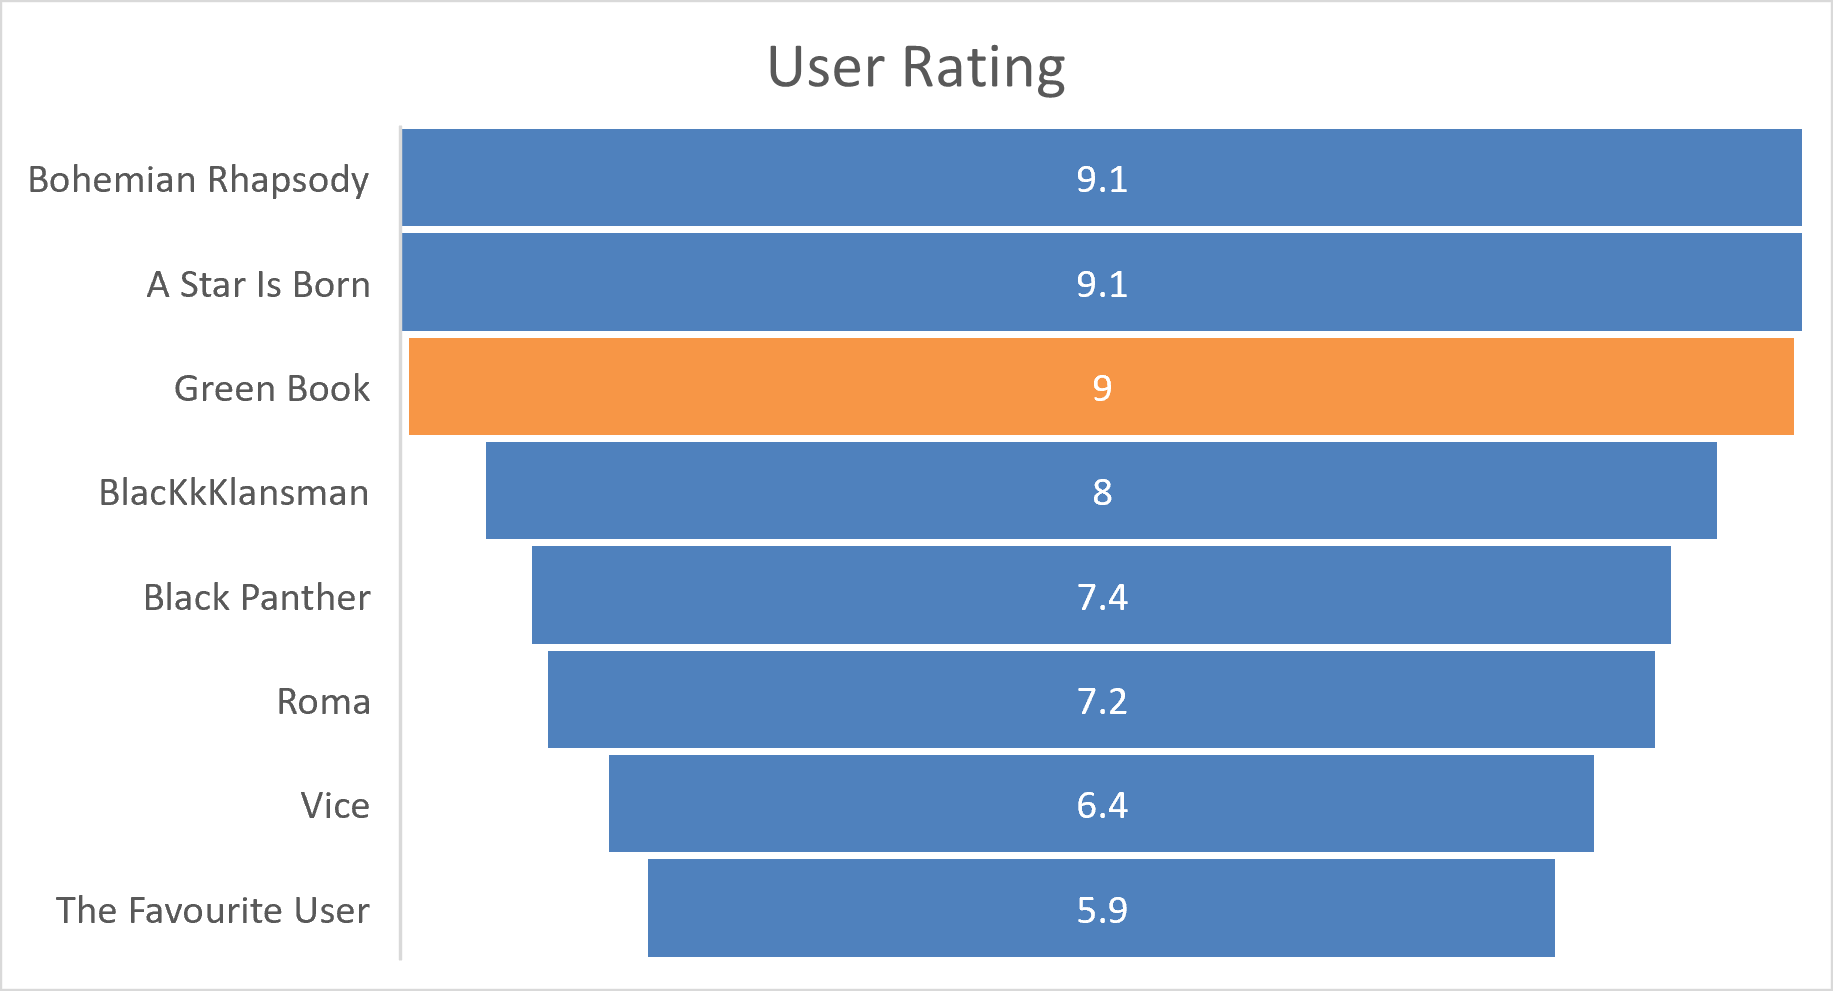 User Rating
Bohemian Rhapsody 9.1
A Star Is Born 9.1
Green Book 9
BlacKkKlansman 8
Black Panther 7.4
Roma 7.2
Vice 6.4
The Favourite User 5.9